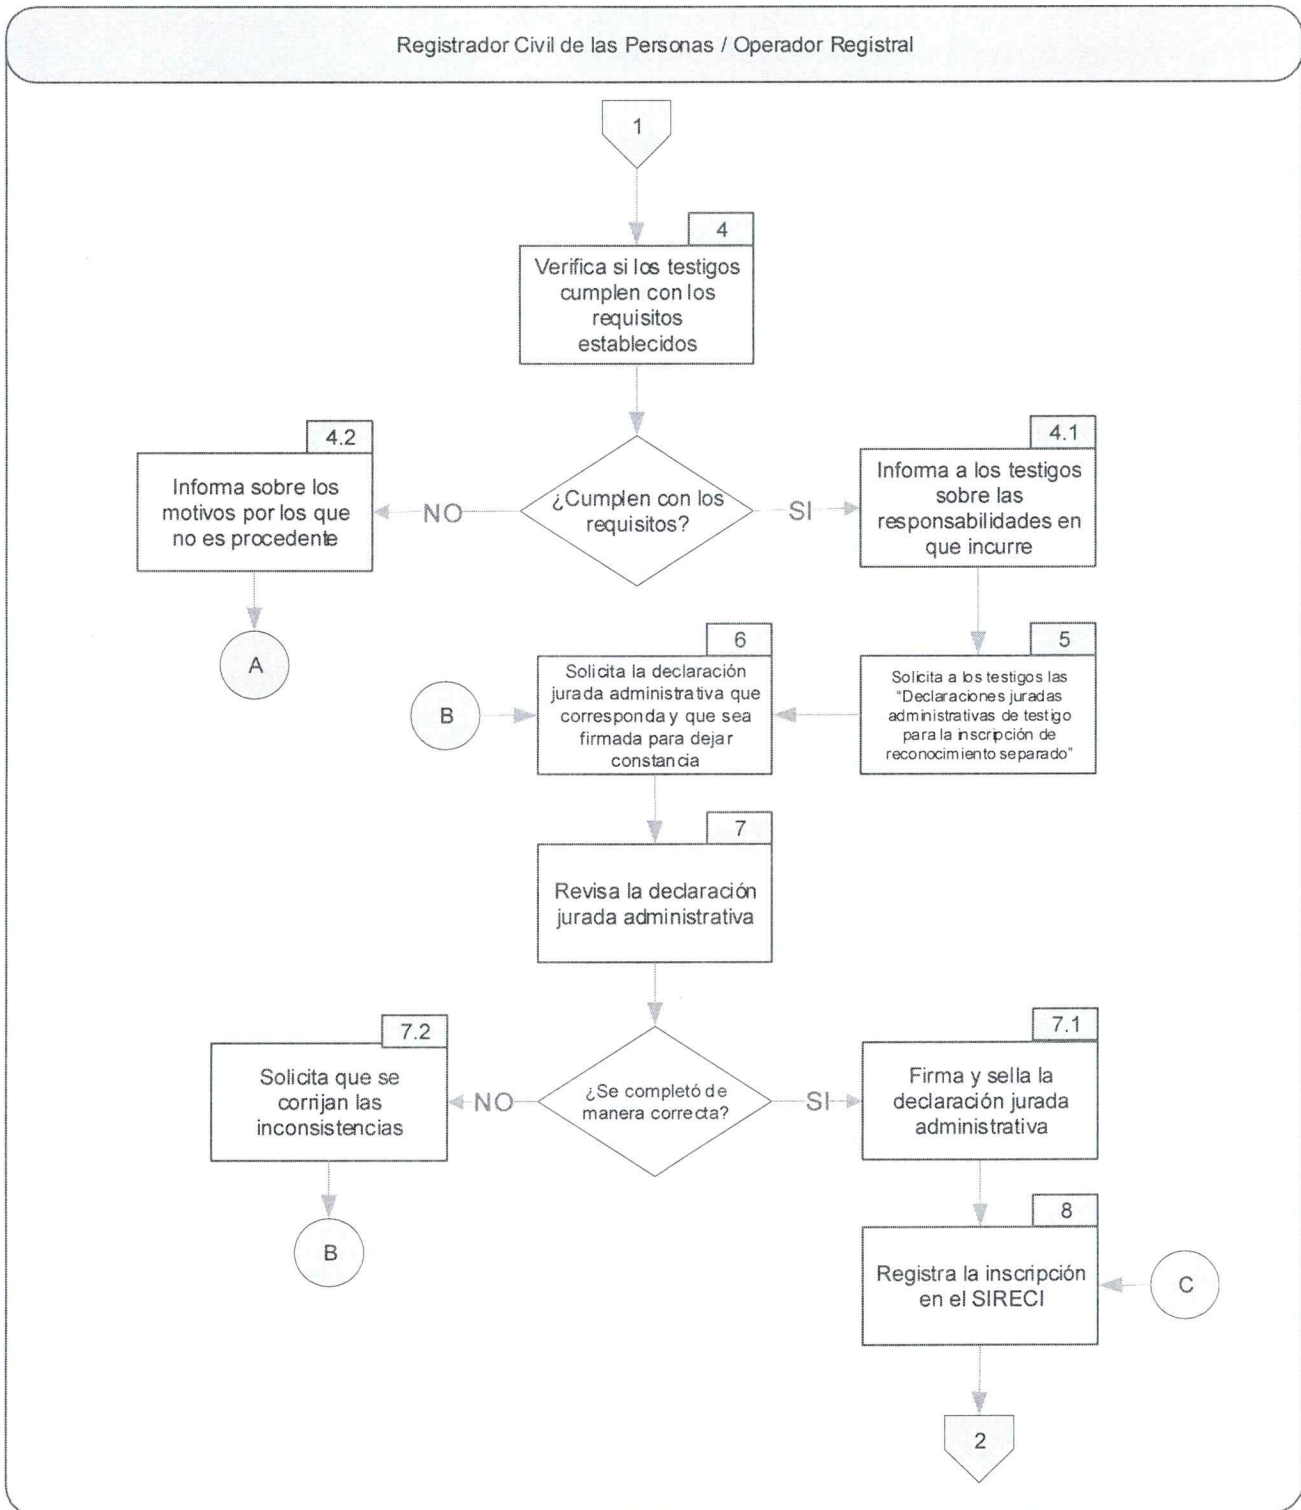 Registrador Civil de las Personas / Operador Registral
1
4
Verifica si los testigos
cumplen con los
requisitos
establecidos
4.2
Informa sobre los
motivos por los que
no es procedente
NO
¿Cumplen con los
requisitos?
SI
4.1
Informa a los testigos
sobre las
responsabilidades en
que incurre
A
B
6
Solicita la declaración
jurada administrativa que
corresponda y que sea
firmada para dejar
constancia
5
Solicita a los testigos las
"Declaraciones juradas
administrativas de testigo
para la inscripción de
reconocimiento separado"
7
Revisa la declaración
jurada administrativa
7.2
Solicita que se
corrijan las
inconsistencias
NO
¿Se completó de
manera correcta?
SI
7.1
Firma y sella la
declaración jurada
administrativa
B
8
Registra la inscripción
en el SIRECI
C
2